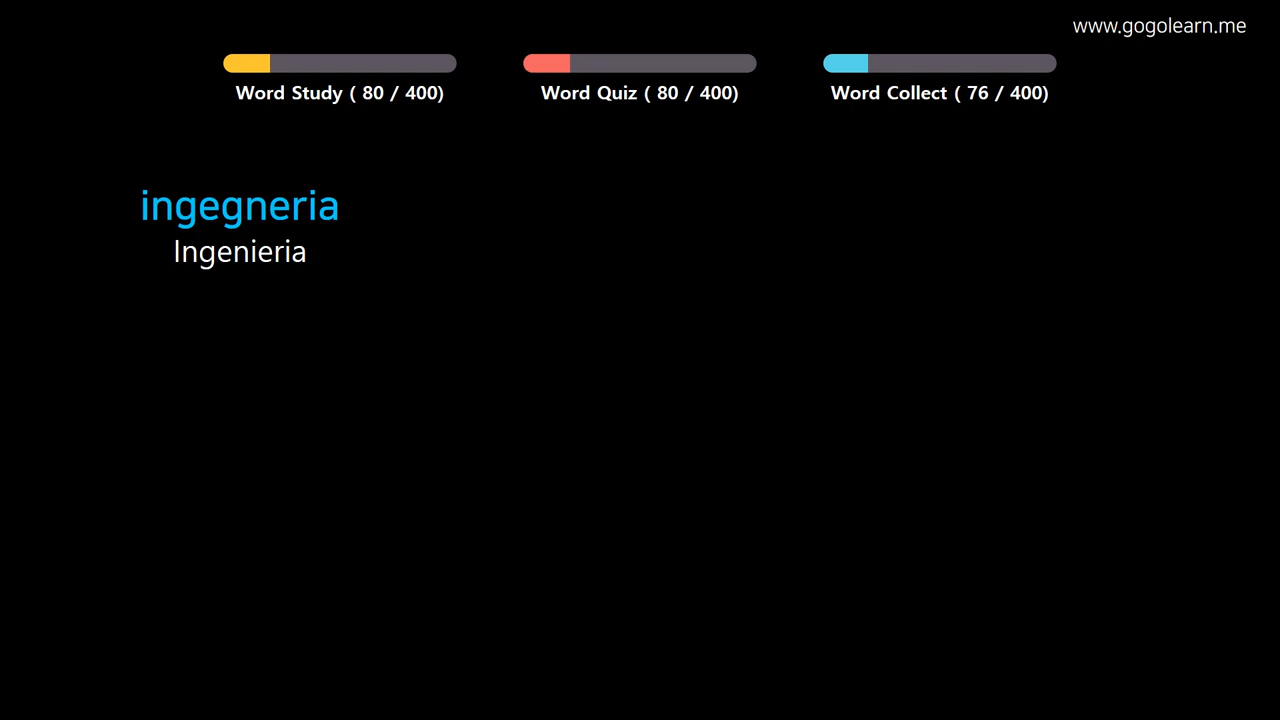 www.gogolearn.me
Word Study ( 80 / 400)
Word Quiz ( 80 / 400)
Word Collect ( 76 / 400)
ingegneria
Ingenieria